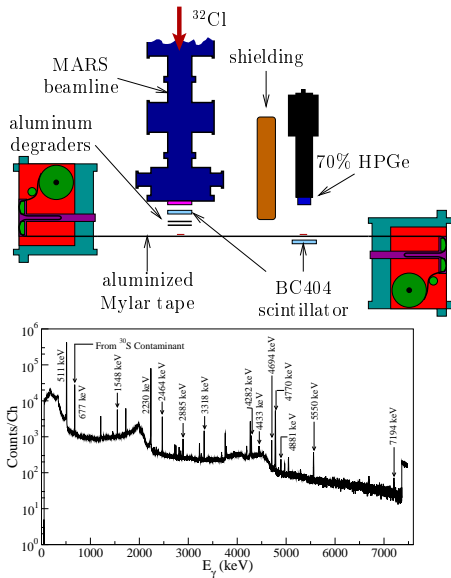 ³²Cl
MARS
beamline
shielding
aluminum
degraders
70% HPGe
aluminized
Mylar tape
BC404
scintillator
Counts/Ch
10⁶
10⁵
10⁴
10³
10²
10¹
10⁰
511 keV
From ³⁰S Contaminant
677 keV
1548 keV
2230 keV
2464 keV
2885 keV
3318 keV
4282 keV
4433 keV
4694 keV
4770 keV
4881 keV
5550 keV
7194 keV
0 1000 2000 3000 4000 5000 6000 7000
Eγ (keV)